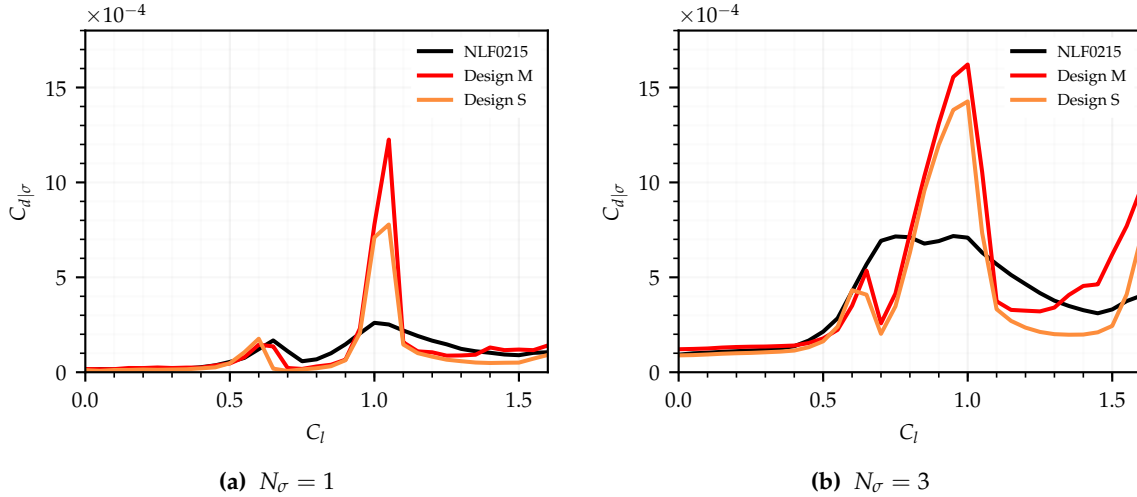 ×10⁻⁴
NLF0215
Design M
Design S
15
10
5
0
C_{d|σ}
0.0 0.5 1.0 1.5
C_l
(a) N_σ = 1
×10⁻⁴
NLF0215
Design M
Design S
15
10
5
0
C_{d|σ}
0.0 0.5 1.0 1.5
C_l
(b) N_σ = 3